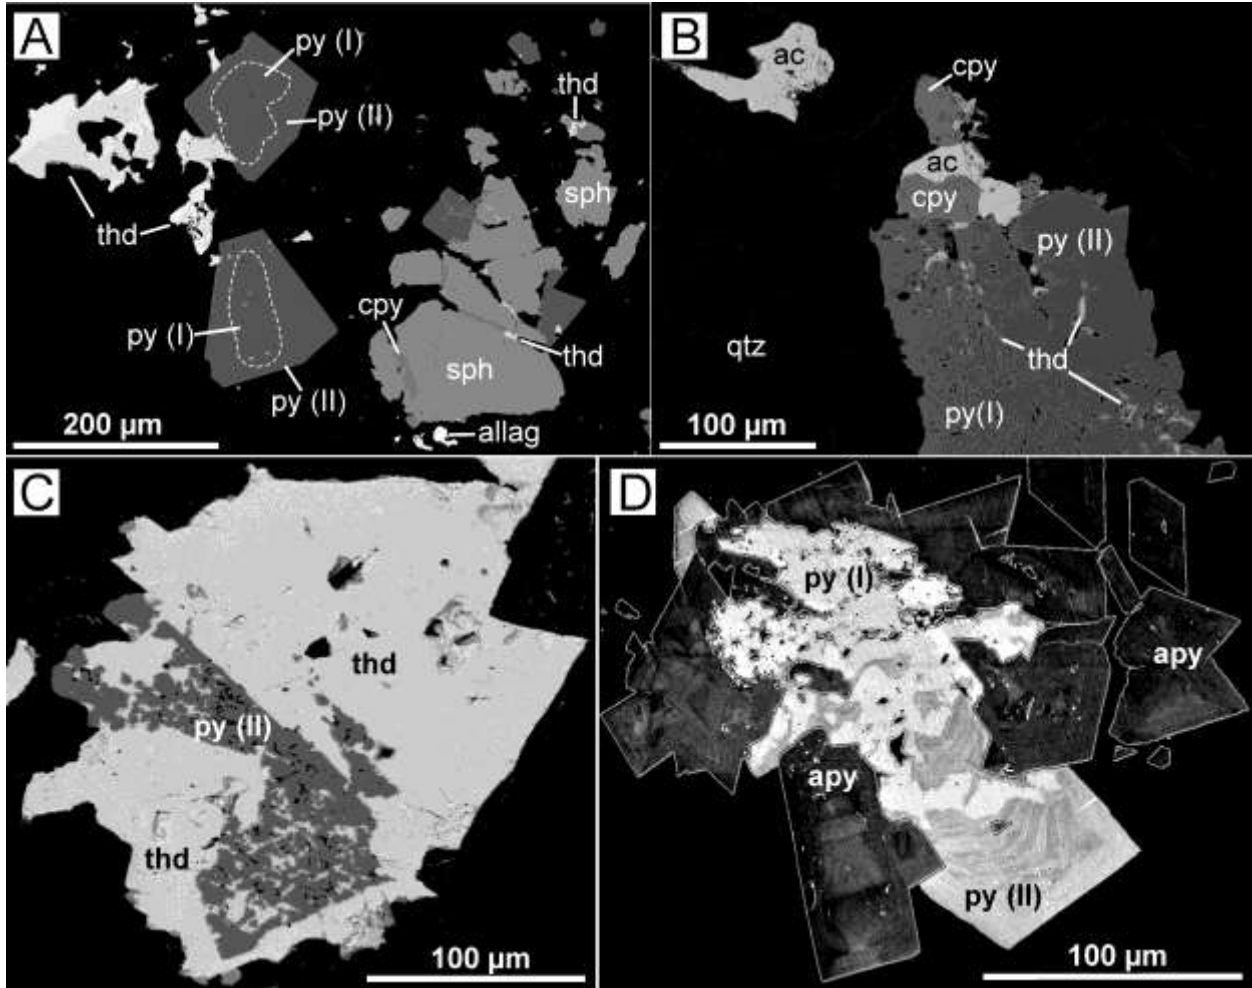 A
py (I)
py (II)
thd
thd
sph
py (I)
py (II)
cpy
sph
thd
allag
200 µm
B
ac
cpy
ac
cpy
py (II)
thd
qtz
py(I)
100 µm
C
thd
py (II)
thd
100 µm
D
py (I)
apy
apy
py (II)
100 µm